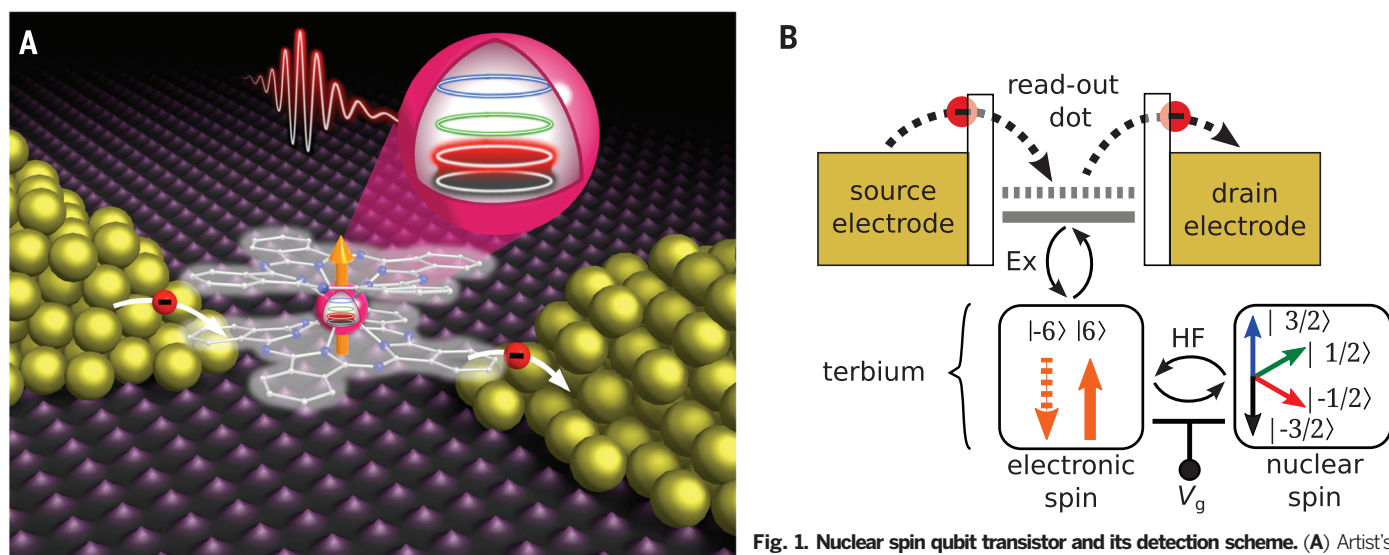 A
B
read-out
dot
source
electrode
drain
electrode
Ex
terbium
|-6⟩ |6⟩
HF
| 3/2⟩
| 1/2⟩
|-1/2⟩
|-3/2⟩
electronic
spin
nuclear
spin
Vg
Fig. 1. Nuclear spin qubit transistor and its detection scheme. (A) Artist's